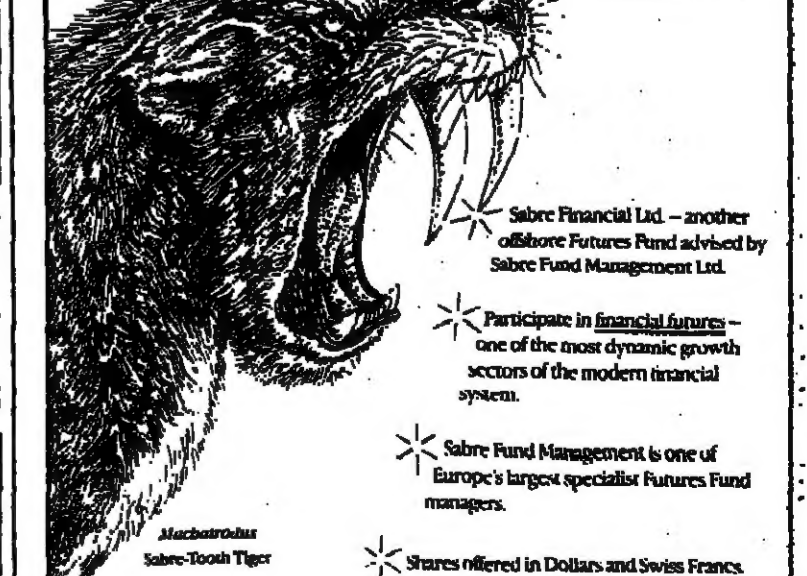 Sabre Financial Ltd. – another
offshore Futures Fund advised by
Sabre Fund Management Ltd.
Participate in financial futures –
one of the most dynamic growth
sectors of the modern financial
system.
Sabre Fund Management is one of
Europe's largest specialist Futures Fund
managers.
Machairodus
Sabre-Tooth Tiger
Shares offered in Dollars and Swiss Francs.